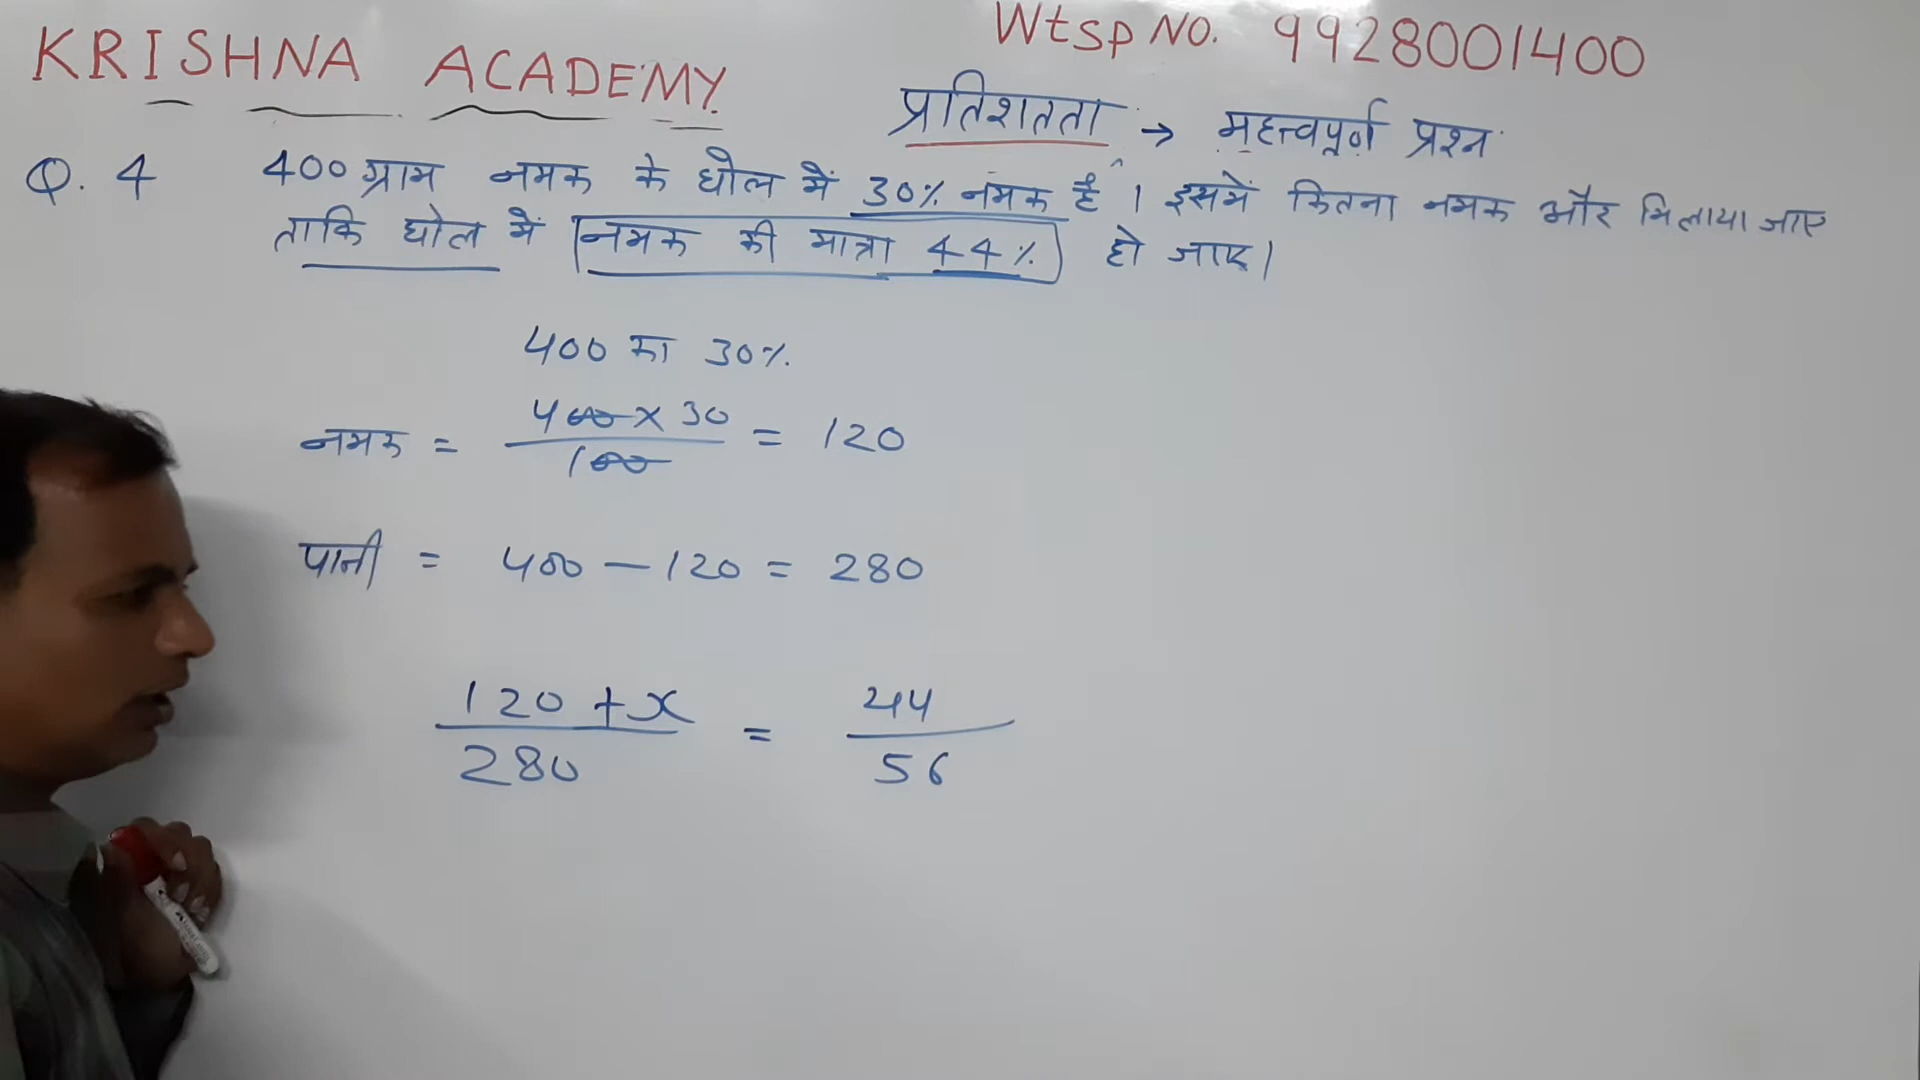 KRISHNA ACADEMY.
Wtsp NO. 9928001400
प्रतिशतता → महत्त्वपूर्ण प्रश्न
Q. 4 400 ग्राम नमक के घोल में 30% नमक है । इसमें कितना नमक और मिलाया जाए
ताकि घोल में नमक की मात्रा 44% हो जाए।
400 का 30%
नमक = 400 x 30 / 100 = 120
पानी = 400 - 120 = 280
120 + x / 280 = 44 / 56